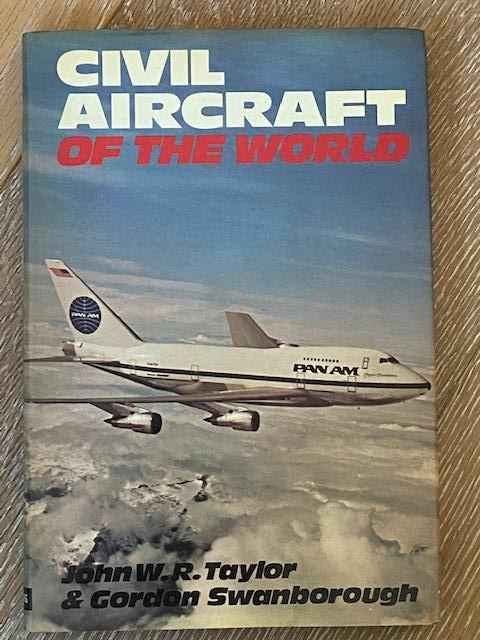 CIVIL
AIRCRAFT
OF THE WORLD
PAN AM
PAN AM
John W.R. Taylor
& Gordon Swanborough